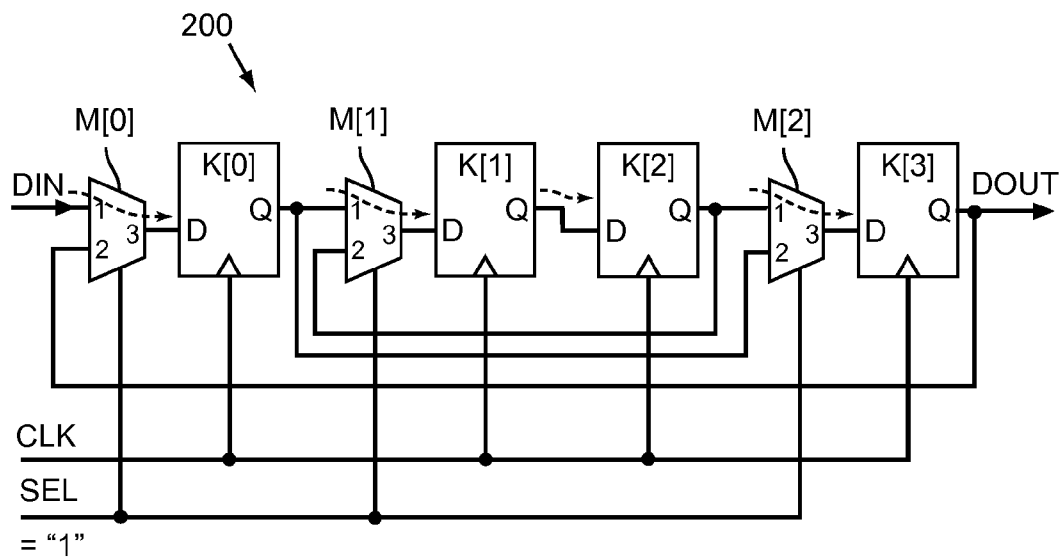 200
M[0]
M[1]
M[2]
K[0]
K[1]
K[2]
K[3]
DIN
DOUT
1
2
3
D
Q
1
2
3
D
Q
D
Q
1
2
3
D
Q
CLK
SEL
= “1”